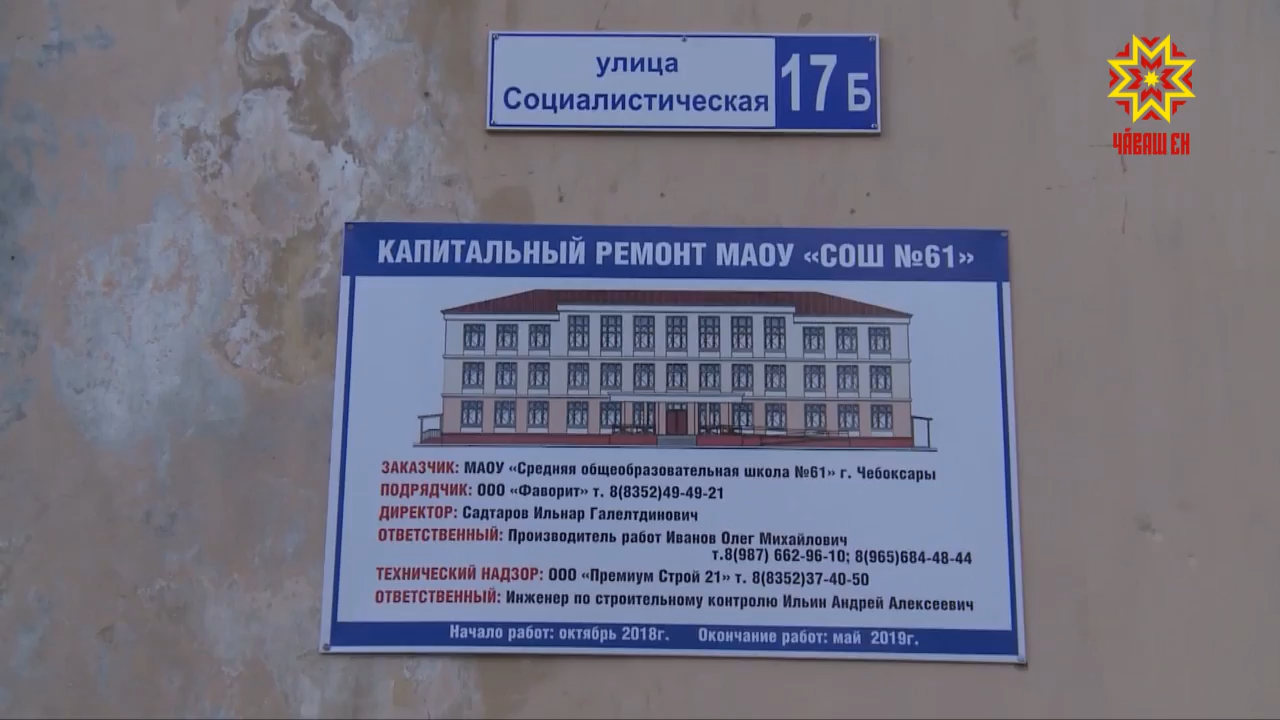 улица
Социалистическая
17 Б
ЧӐВАШ ЕН
КАПИТАЛЬНЫЙ РЕМОНТ МАОУ «СОШ №61»
ЗАКАЗЧИК: МАОУ «Средняя общеобразовательная школа №61» г. Чебоксары
ПОДРЯДЧИК: ООО «Фаворит» т. 8(8352)49-49-21
ДИРЕКТОР: Садтаров Ильнар Галелтдинович
ОТВЕТСТВЕННЫЙ: Производитель работ Иванов Олег Михайлович
т.8(987) 662-96-10; 8(965)684-48-44
ТЕХНИЧЕСКИЙ НАДЗОР: ООО «Премиум Строй 21» т. 8(8352)37-40-50
ОТВЕТСТВЕННЫЙ: Инженер по строительному контролю Ильин Андрей Алексеевич
Начало работ: октябрь 2018г. Окончание работ: май 2019г.